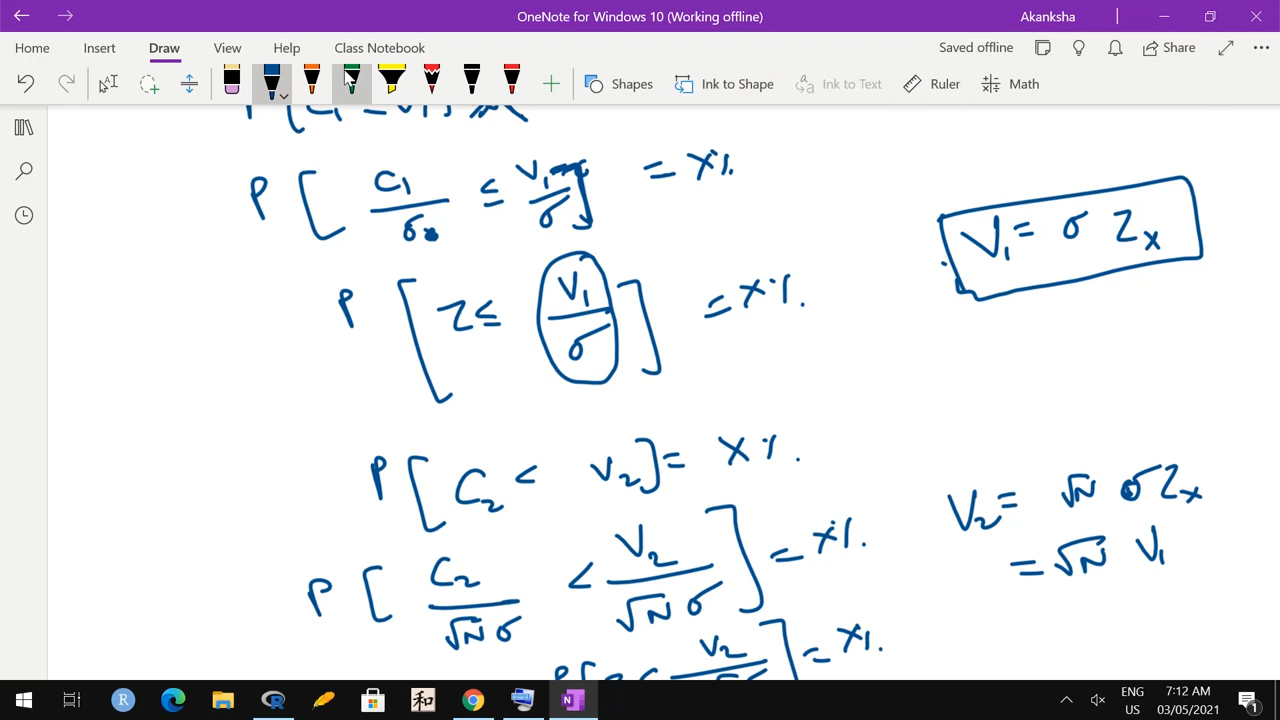 OneNote for Windows 10 (Working offline)
Akanksha
Home Insert Draw View Help Class Notebook
Saved offline
Share
Shapes
Ink to Shape
Ink to Text
Ruler
Math
P [ C₁/σ ≤ V₁/σ ] = X%
V₁ = σ Zₓ
P [ Z ≤ V₁/σ ] = X%.
P [ C₂ < V₂ ] = X%.
V₂ = √N σ Zₓ
P [ C₂/√N σ < V₂/√N σ ] = X%.
= √N V₁
V₂ ] = X%.
ENG
US
7:12 AM
03/05/2021
1